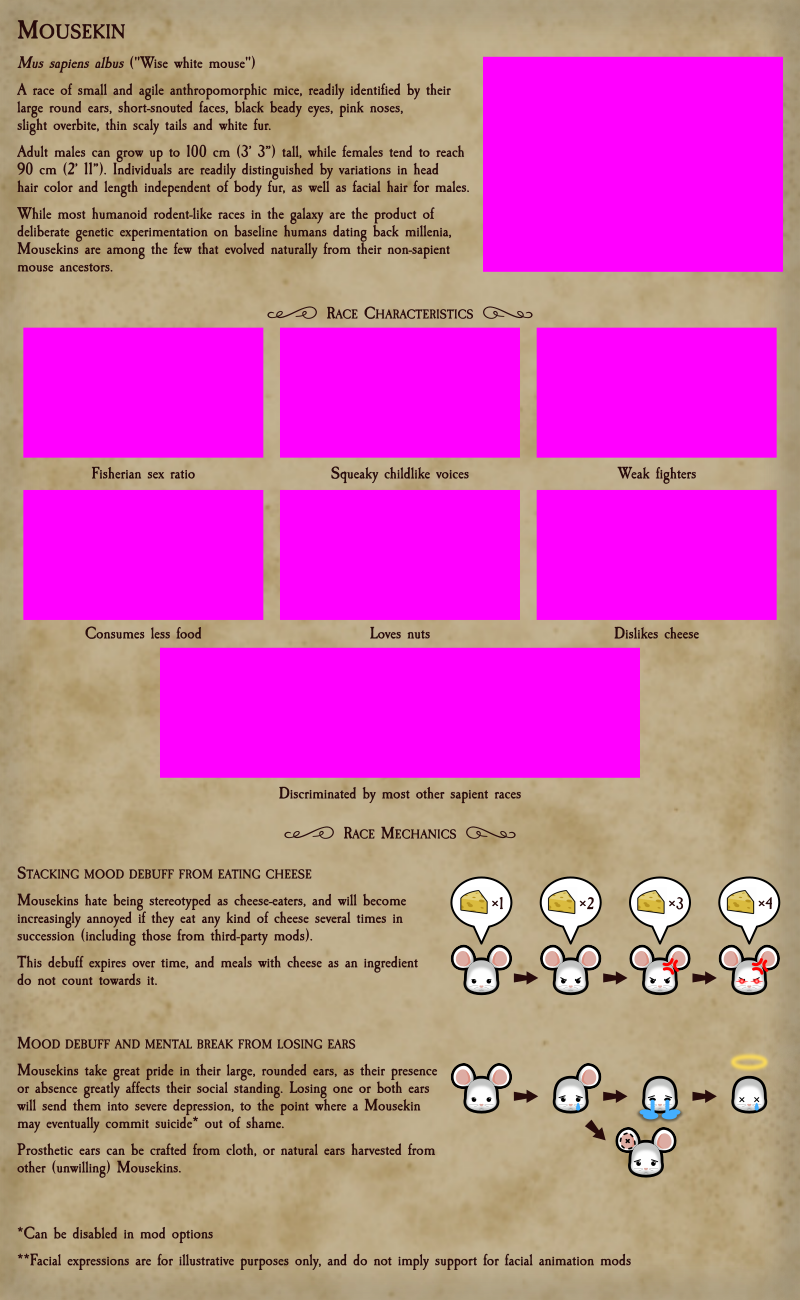 Mousekin
Mus sapiens albus ("Wise white mouse")
A race of small and agile anthropomorphic mice, readily identified by their
large round ears, short-snouted faces, black beady eyes, pink noses,
slight overbite, thin scaly tails and white fur.
Adult males can grow up to 100 cm (3' 3") tall, while females tend to reach
90 cm (2' 11"). Individuals are readily distinguished by variations in head
hair color and length independent of body fur, as well as facial hair for males.
While most humanoid rodent-like races in the galaxy are the product of
deliberate genetic experimentation on baseline humans dating back millenia,
Mousekins are among the few that evolved naturally from their non-sapient
mouse ancestors.
Race Characteristics
Fisherian sex ratio
Squeaky childlike voices
Weak fighters
Consumes less food
Loves nuts
Dislikes cheese
Discriminated by most other sapient races
Race Mechanics
Stacking mood debuff from eating cheese
Mousekins hate being stereotyped as cheese-eaters, and will become
increasingly annoyed if they eat any kind of cheese several times in
succession (including those from third-party mods).
This debuff expires over time, and meals with cheese as an ingredient
do not count towards it.
×1
×2
×3
×4
Mood debuff and mental break from losing ears
Mousekins take great pride in their large, rounded ears, as their presence
or absence greatly affects their social standing. Losing one or both ears
will send them into severe depression, to the point where a Mousekin
may eventually commit suicide* out of shame.
Prosthetic ears can be crafted from cloth, or natural ears harvested from
other (unwilling) Mousekins.
*Can be disabled in mod options
**Facial expressions are for illustrative purposes only, and do not imply support for facial animation mods